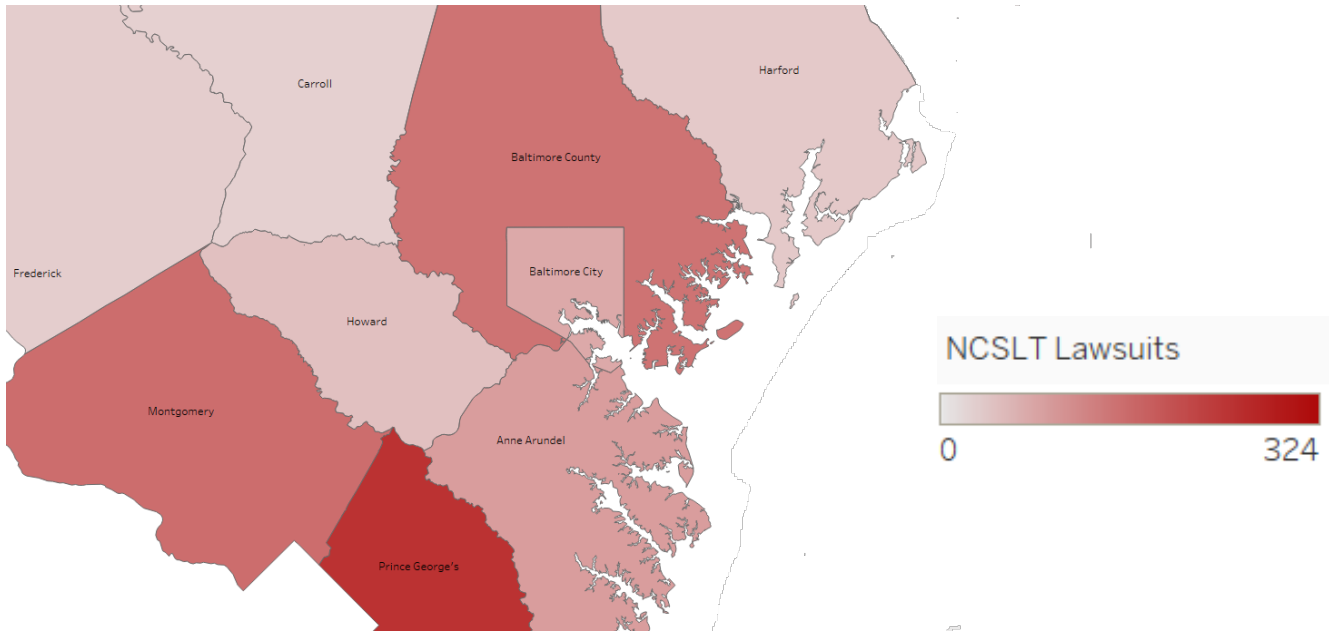 Harford
Carroll
Baltimore County
Baltimore City
Frederick
Howard
NCSLT Lawsuits
0 324
Montgomery
Anne Arundel
Prince George's